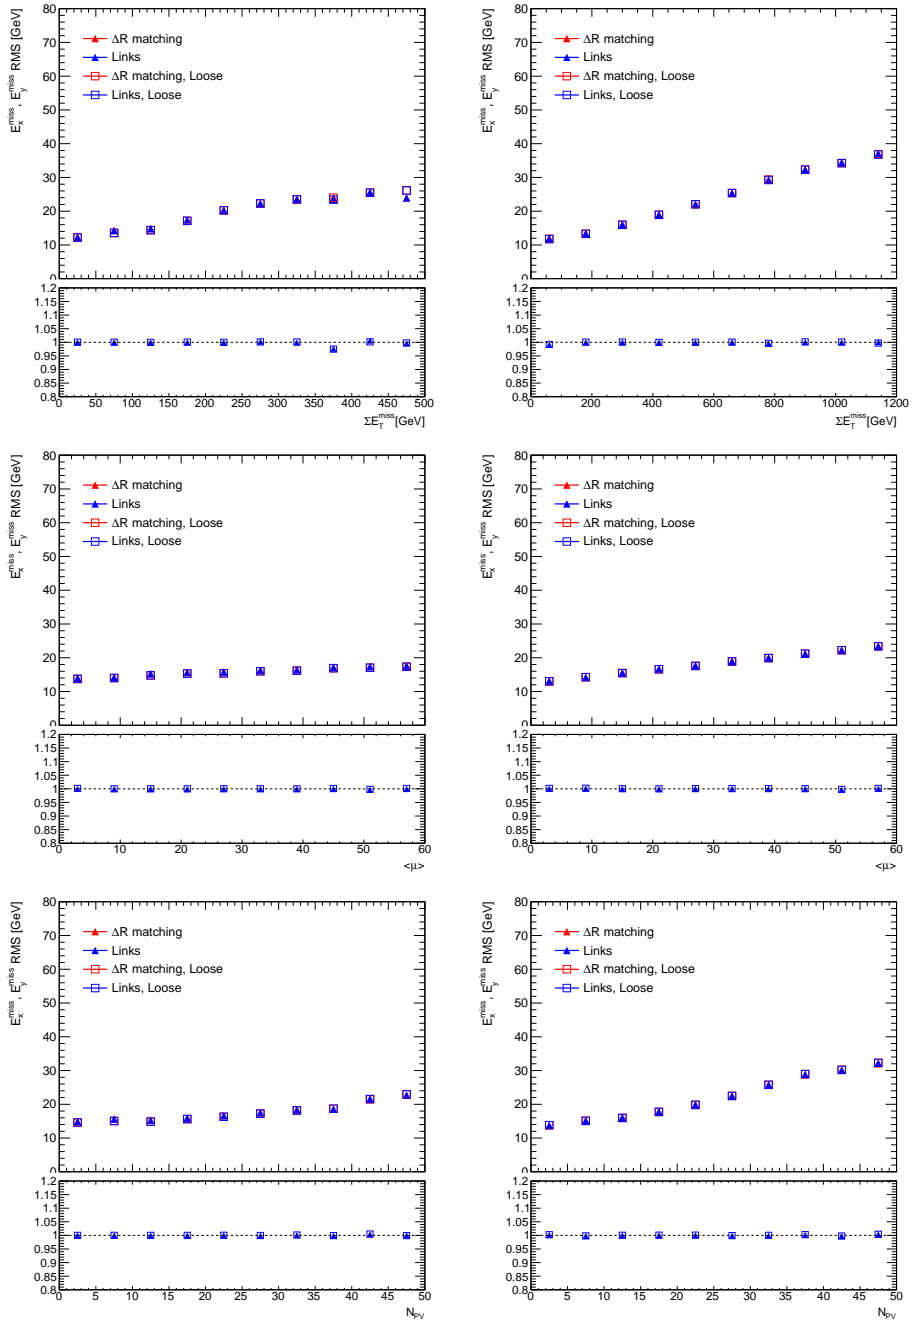 E_x^miss, E_y^miss RMS [GeV]
80
70
60
50
40
30
20
10
0
ΔR matching
Links
ΔR matching, Loose
Links, Loose
1.2
1.15
1.1
1.05
1
0.95
0.9
0.85
0.8
0 50 100 150 200 250 300 350 400 450 500
ΣE_T^miss[GeV]
E_x^miss, E_y^miss RMS [GeV]
80
70
60
50
40
30
20
10
0
ΔR matching
Links
ΔR matching, Loose
Links, Loose
1.2
1.15
1.1
1.05
1
0.95
0.9
0.85
0.8
0 200 400 600 800 1000 1200
ΣE_T^miss[GeV]
E_x^miss, E_y^miss RMS [GeV]
80
70
60
50
40
30
20
10
0
ΔR matching
Links
ΔR matching, Loose
Links, Loose
1.2
1.15
1.1
1.05
1
0.95
0.9
0.85
0.8
0 10 20 30 40 50 60
<μ>
E_x^miss, E_y^miss RMS [GeV]
80
70
60
50
40
30
20
10
0
ΔR matching
Links
ΔR matching, Loose
Links, Loose
1.2
1.15
1.1
1.05
1
0.95
0.9
0.85
0.8
0 10 20 30 40 50 60
<μ>
E_x^miss, E_y^miss RMS [GeV]
80
70
60
50
40
30
20
10
0
ΔR matching
Links
ΔR matching, Loose
Links, Loose
1.2
1.15
1.1
1.05
1
0.95
0.9
0.85
0.8
0 5 10 15 20 25 30 35 40 45 50
N_PV
E_x^miss, E_y^miss RMS [GeV]
80
70
60
50
40
30
20
10
0
ΔR matching
Links
ΔR matching, Loose
Links, Loose
1.2
1.15
1.1
1.05
1
0.95
0.9
0.85
0.8
0 5 10 15 20 25 30 35 40 45 50
N_PV